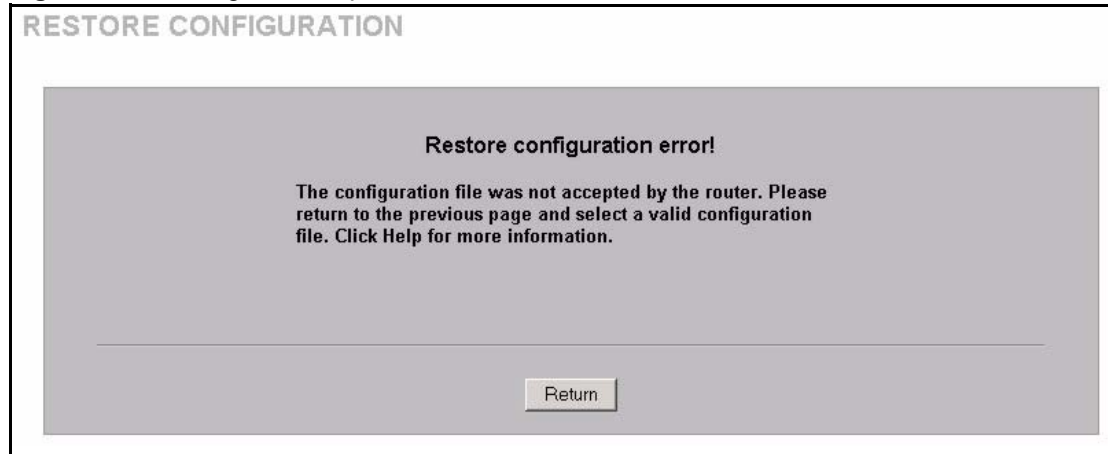 RESTORE CONFIGURATION
Restore configuration error!
The configuration file was not accepted by the router. Please
return to the previous page and select a valid configuration
file. Click Help for more information.
Return